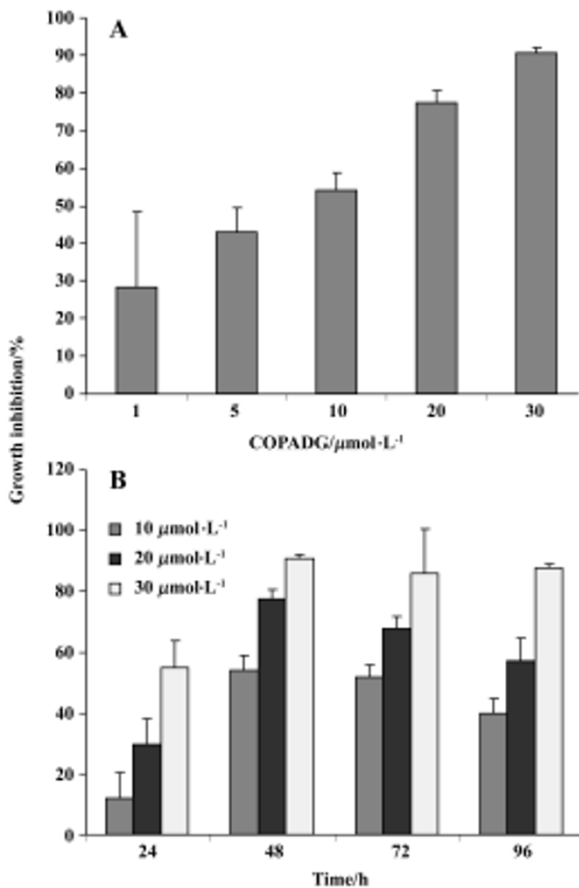 A
100
90
80
70
60
50
40
30
20
10
0
1 5 10 20 30
COPADG/μmol·L⁻¹
Growth inhibition/%
B
120
100
80
60
40
20
0
10 μmol·L⁻¹
20 μmol·L⁻¹
30 μmol·L⁻¹
24 48 72 96
Time/h